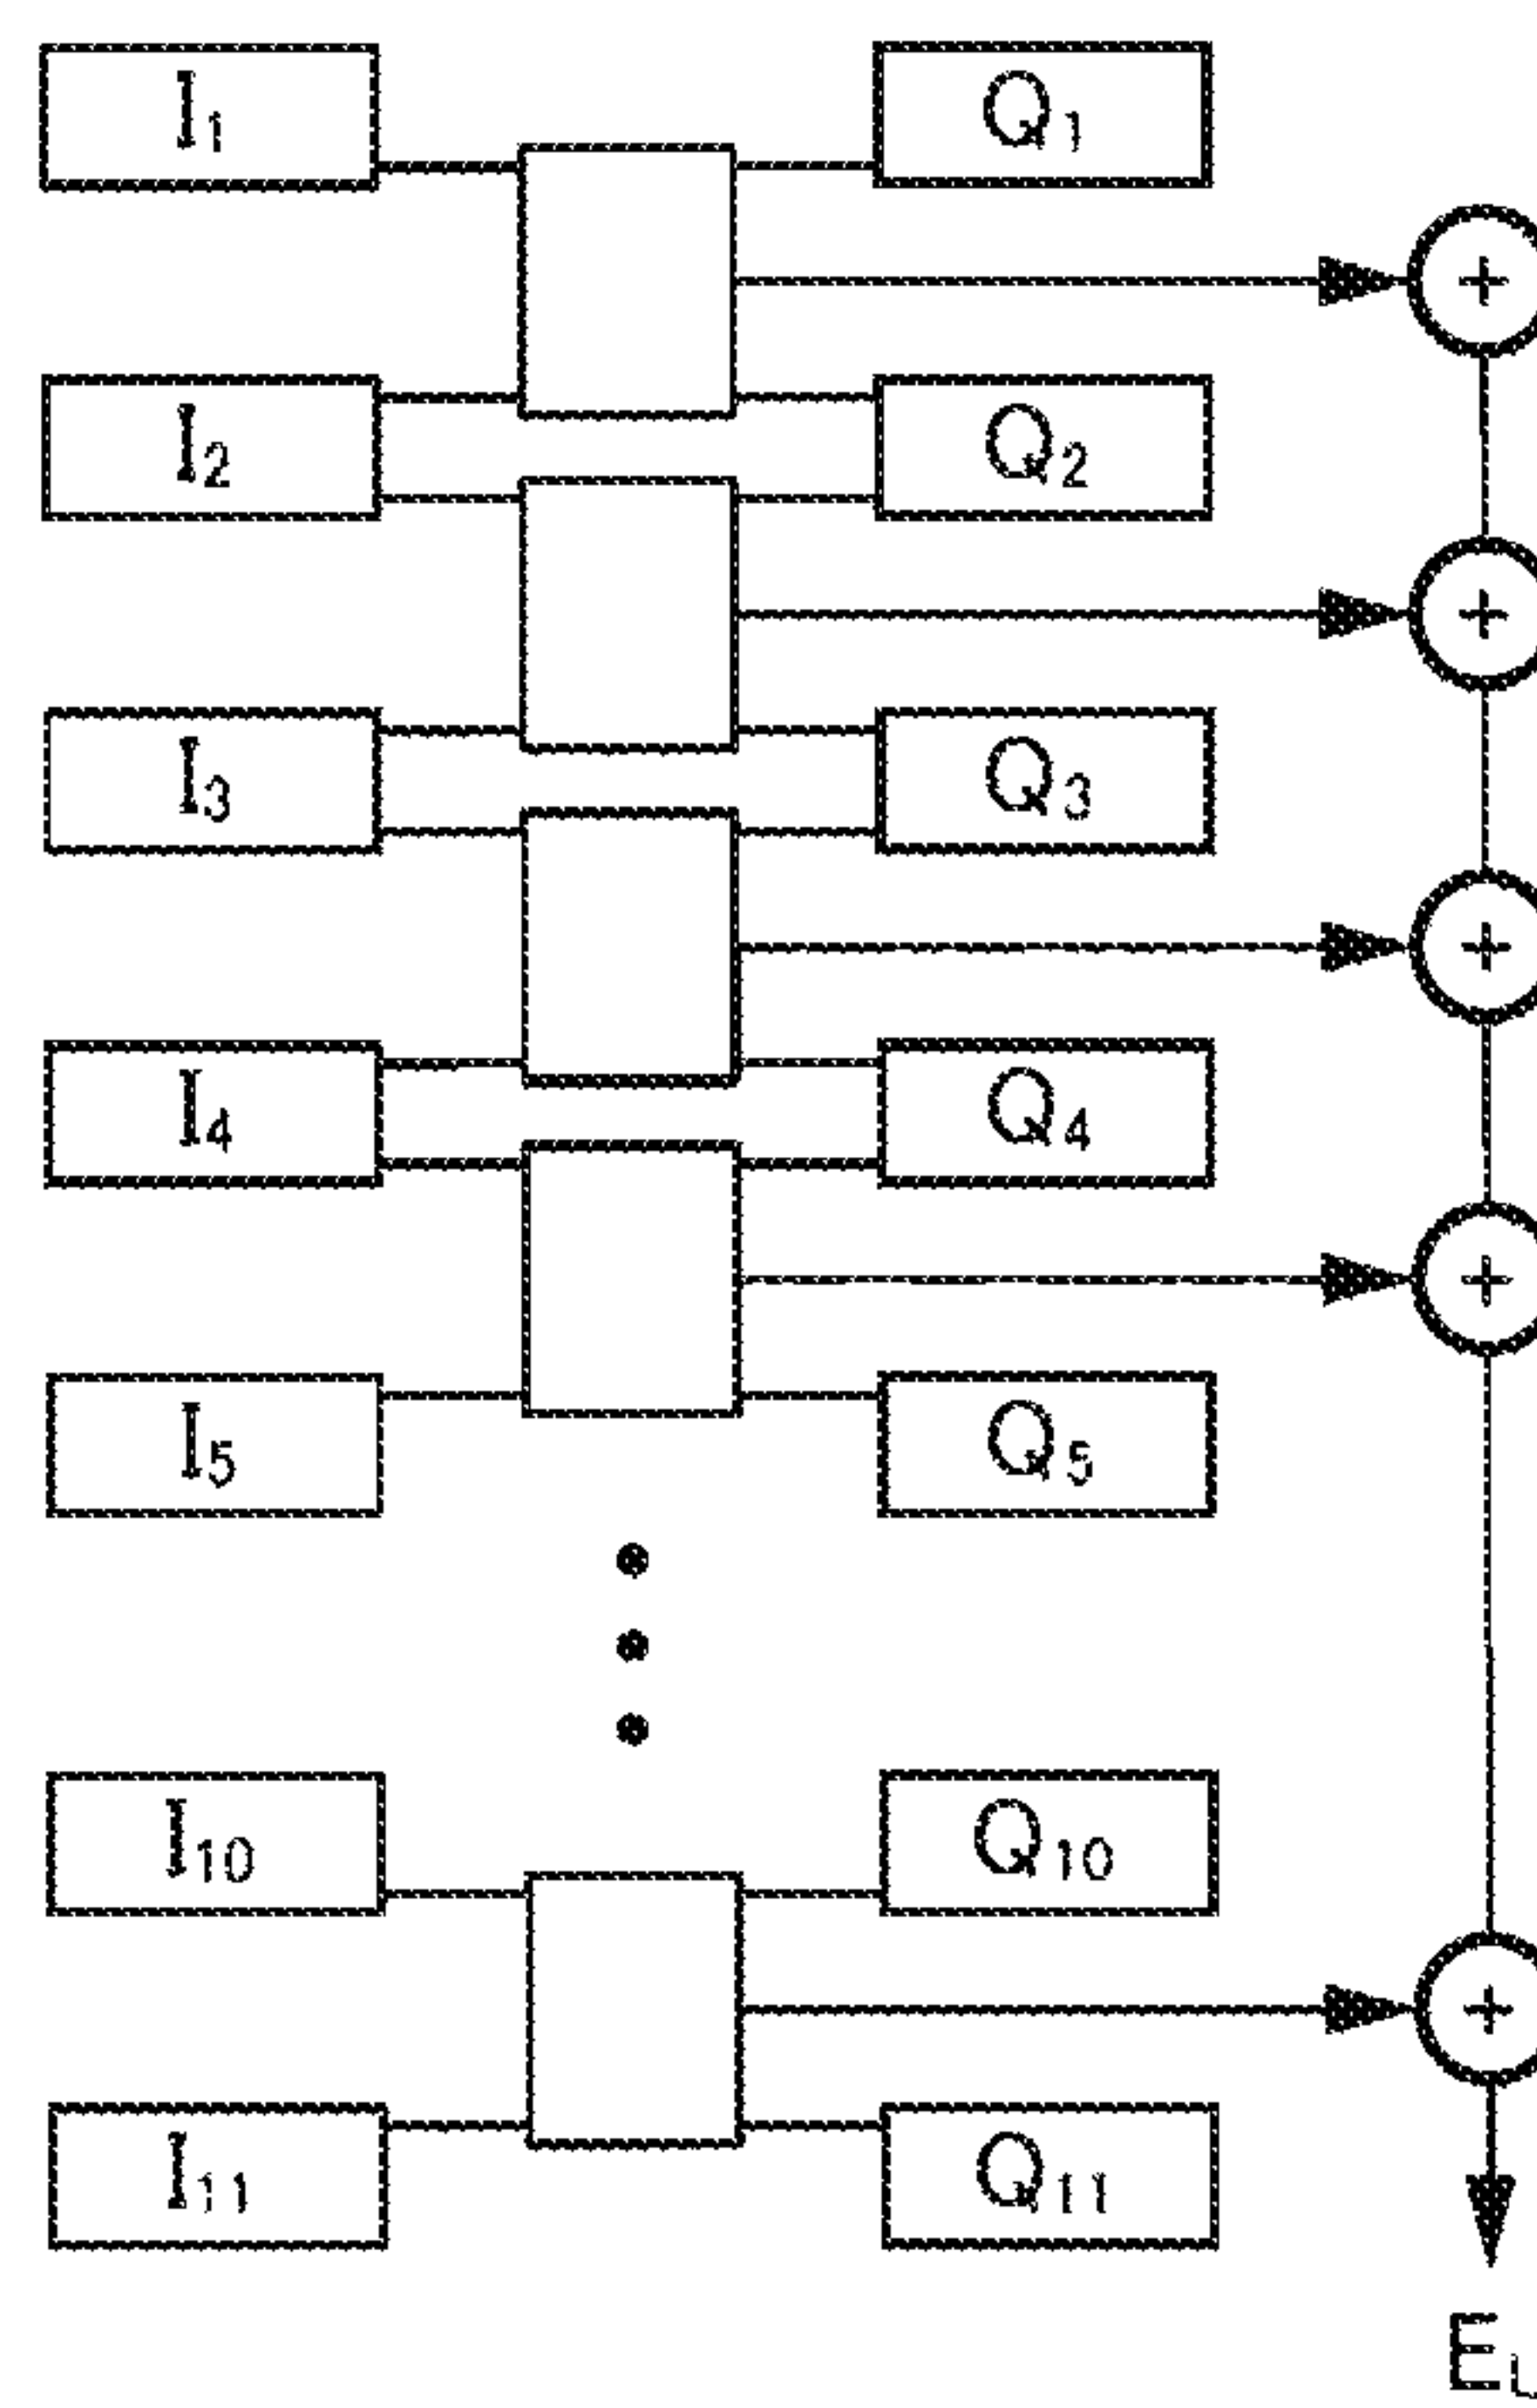 I₁ Q₁
+
I₂ Q₂
+
I₃ Q₃
+
I₄ Q₄
+
I₅ Q₅
I₁₀ Q₁₀
+
I₁₁ Q₁₁